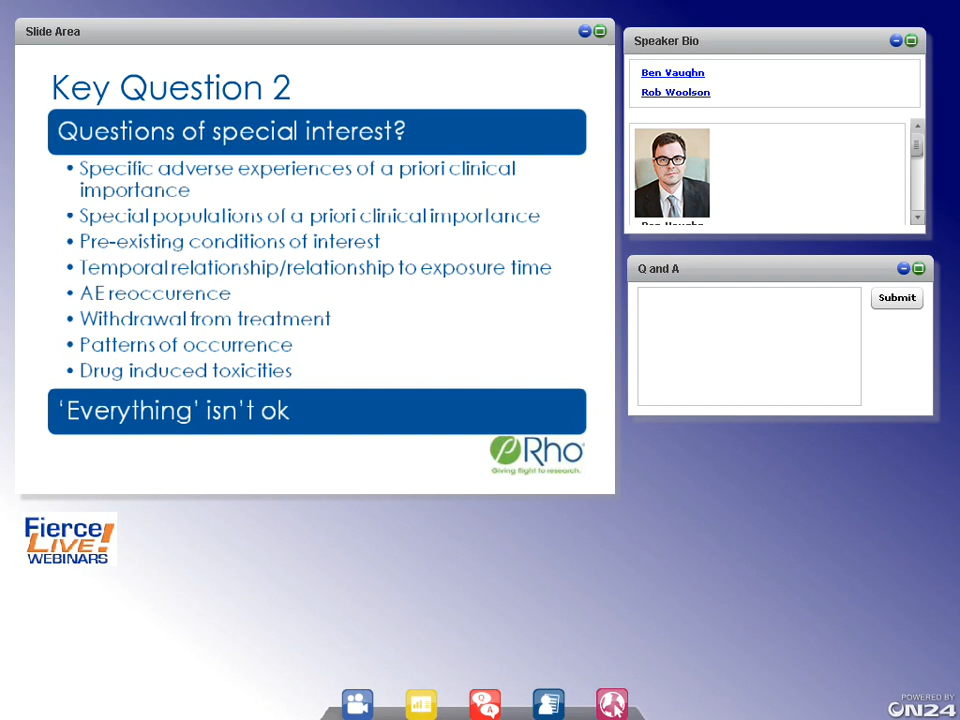 Slide Area
Key Question 2
Questions of special interest?
• Specific adverse experiences of a priori clinical
importance
• Special populations of a priori clinical importance
• Pre-existing conditions of interest
• Temporal relationship/relationship to exposure time
• AE reoccurence
• Withdrawal from treatment
• Patterns of occurrence
• Drug induced toxicities
‘Everything’ isn’t ok
Rho
Giving flight to research.
Speaker Bio
Ben Vaughn
Rob Woolson
Ben Vaughn
Q and A
Submit
Fierce
LIVE!
WEBINARS
Q
A
POWERED BY
ON24